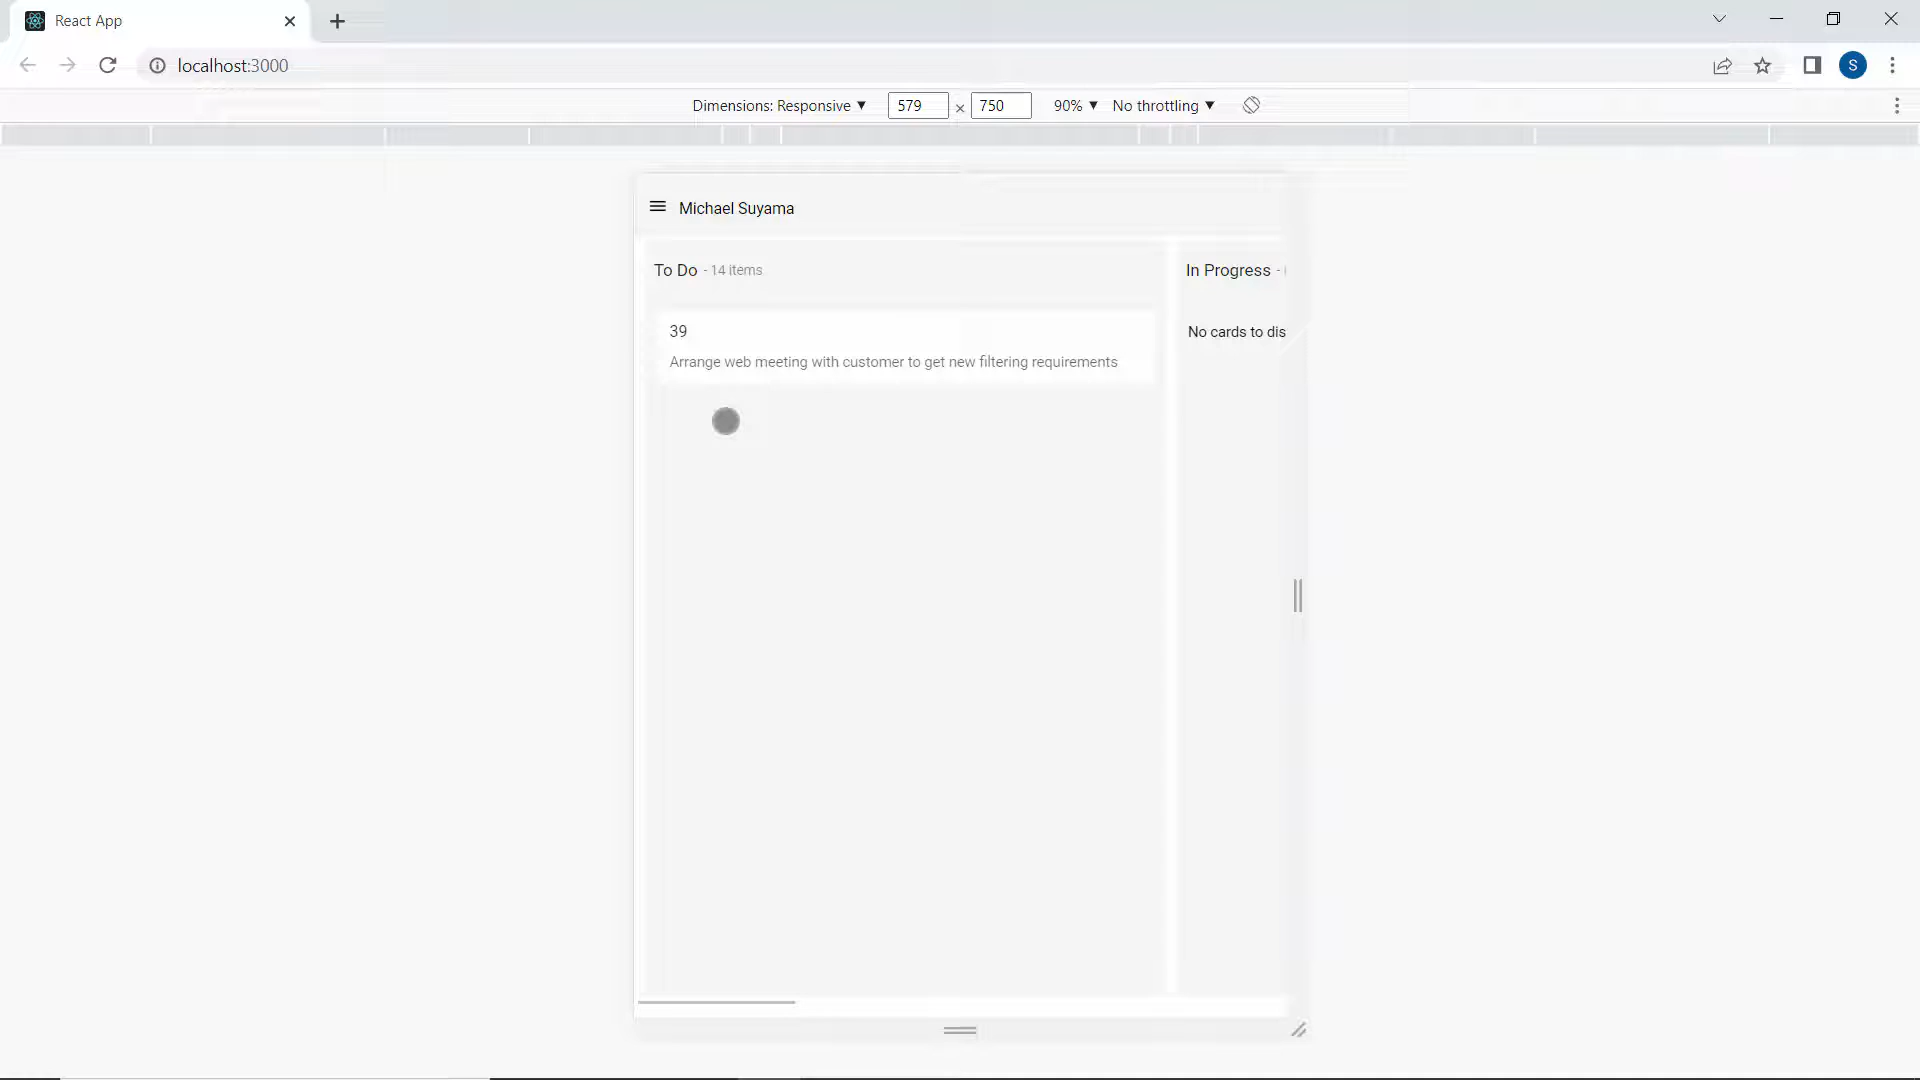 React App
localhost:3000
S
Dimensions: Responsive 579 × 750 90% No throttling
Michael Suyama
To Do - 14 items
In Progress -
39
No cards to dis
Arrange web meeting with customer to get new filtering requirements